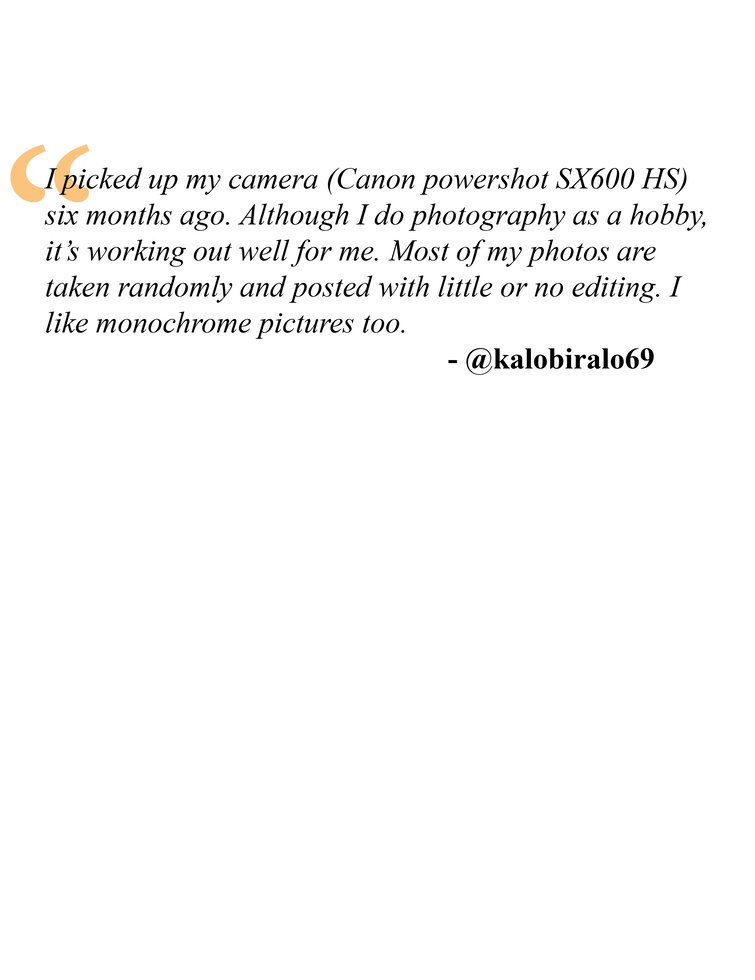 “
I picked up my camera (Canon powershot SX600 HS)
six months ago. Although I do photography as a hobby,
it’s working out well for me. Most of my photos are
taken randomly and posted with little or no editing. I
like monochrome pictures too.
- @kalobiralo69